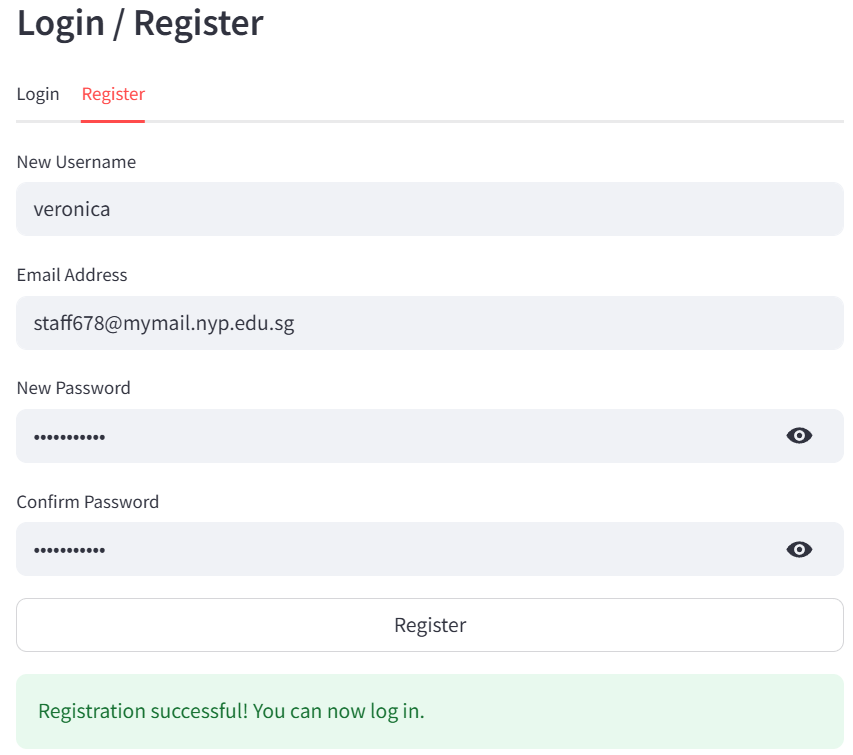 Login / Register
Login Register
New Username
veronica
Email Address
staff678@mymail.nyp.edu.sg
New Password
•••••••••••
Confirm Password
•••••••••••
Register
Registration successful! You can now log in.